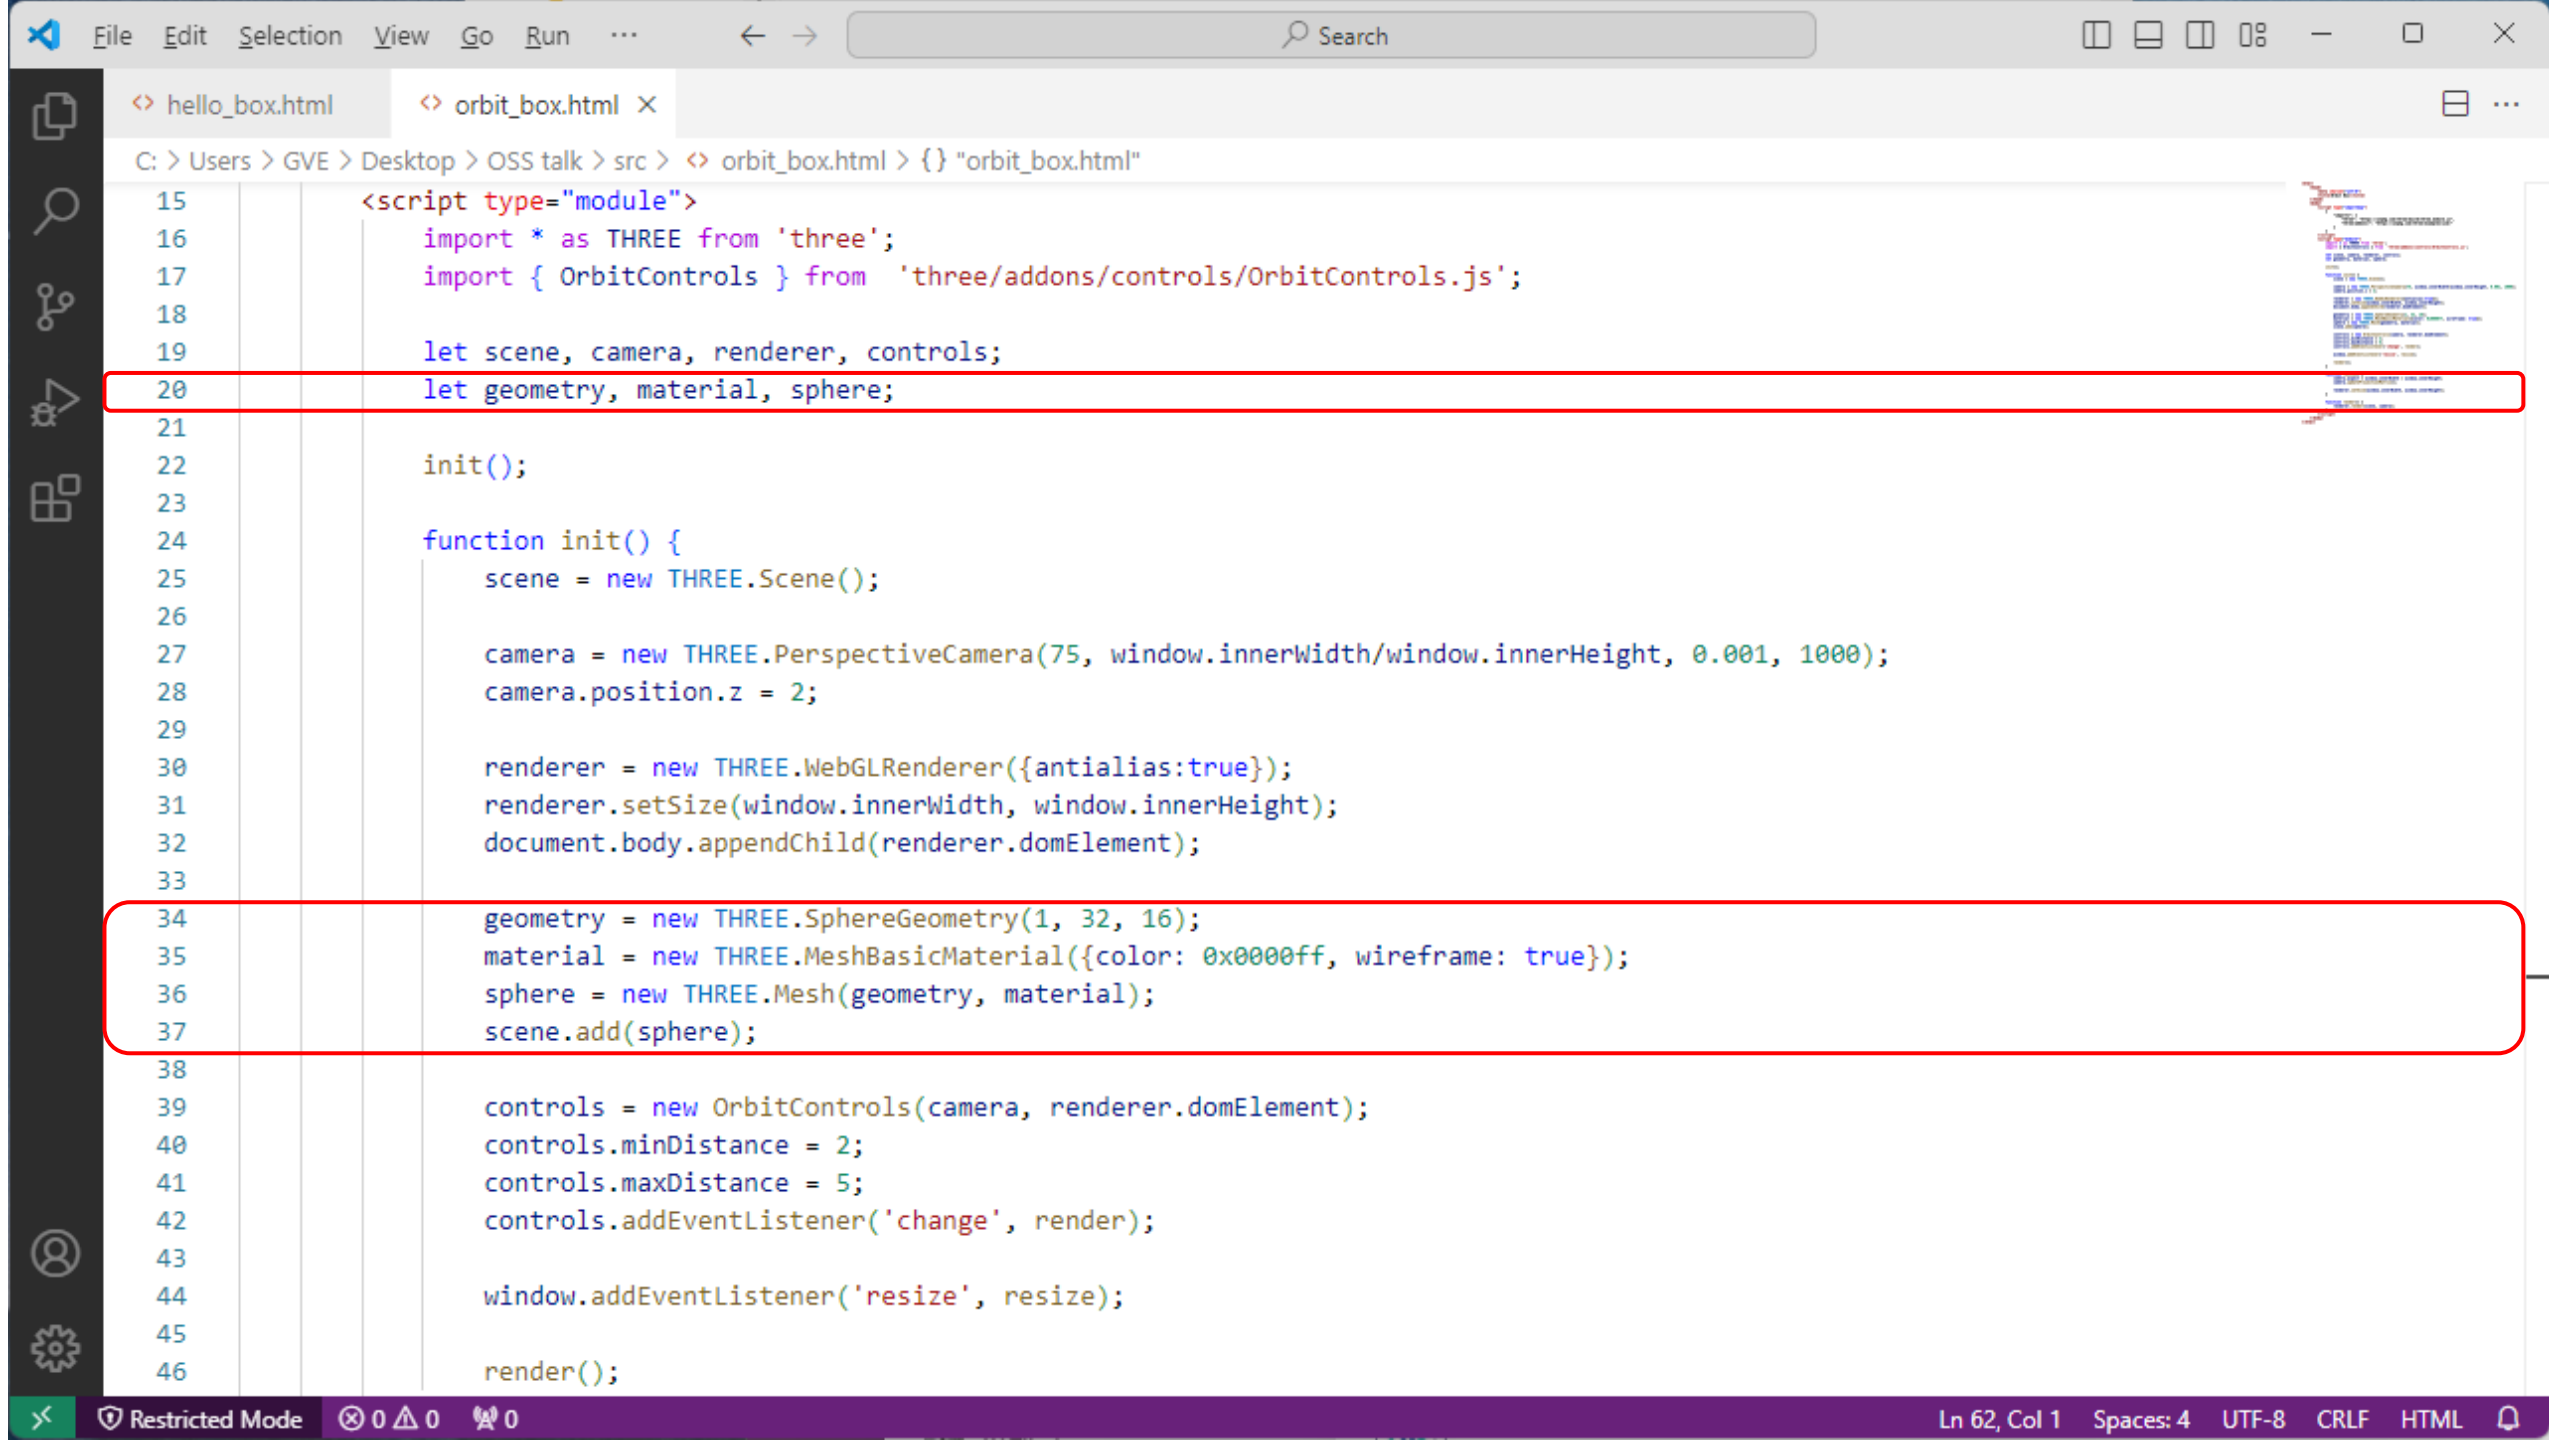 File Edit Selection View Go Run ··· Search
hello_box.html orbit_box.html
C: > Users > GVE > Desktop > OSS talk > src > <> orbit_box.html > {} "orbit_box.html"
15 <script type="module">
16 import * as THREE from 'three';
17 import { OrbitControls } from  'three/addons/controls/OrbitControls.js';
18
19 let scene, camera, renderer, controls;
20 let geometry, material, sphere;
21
22 init();
23
24 function init() {
25 scene = new THREE.Scene();
26
27 camera = new THREE.PerspectiveCamera(75, window.innerWidth/window.innerHeight, 0.001, 1000);
28 camera.position.z = 2;
29
30 renderer = new THREE.WebGLRenderer({antialias:true});
31 renderer.setSize(window.innerWidth, window.innerHeight);
32 document.body.appendChild(renderer.domElement);
33
34 geometry = new THREE.SphereGeometry(1, 32, 16);
35 material = new THREE.MeshBasicMaterial({color: 0x0000ff, wireframe: true});
36 sphere = new THREE.Mesh(geometry, material);
37 scene.add(sphere);
38
39 controls = new OrbitControls(camera, renderer.domElement);
40 controls.minDistance = 2;
41 controls.maxDistance = 5;
42 controls.addEventListener('change', render);
43
44 window.addEventListener('resize', resize);
45
46 render();
Restricted Mode 0 0 0 Ln 62, Col 1 Spaces: 4 UTF-8 CRLF HTML